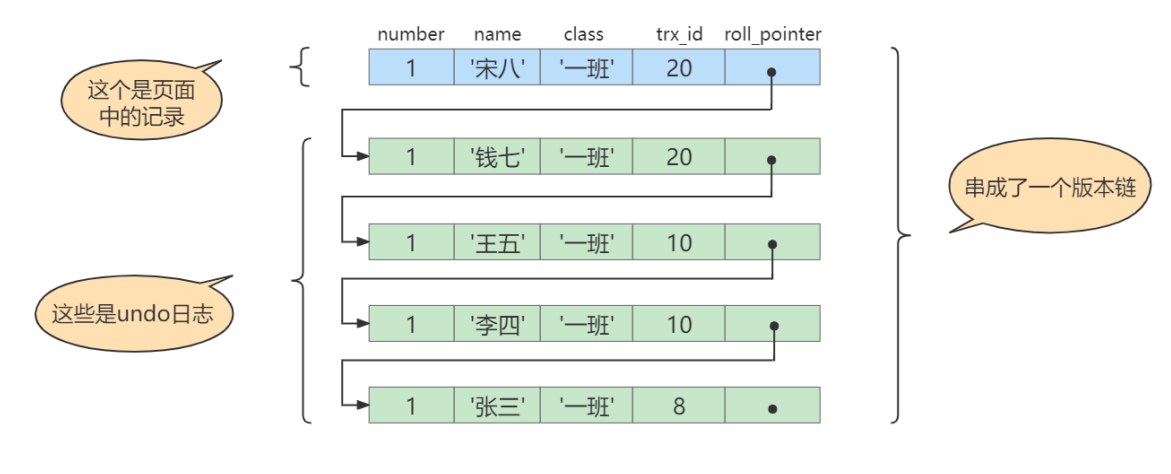 number name class trx_id roll_pointer
1 '宋八' '一班' 20
这个是页面
中的记录
1 '钱七' '一班' 20
串成了一个版本链
1 '王五' '一班' 10
这些是undo日志
1 '李四' '一班' 10
1 '张三' '一班' 8